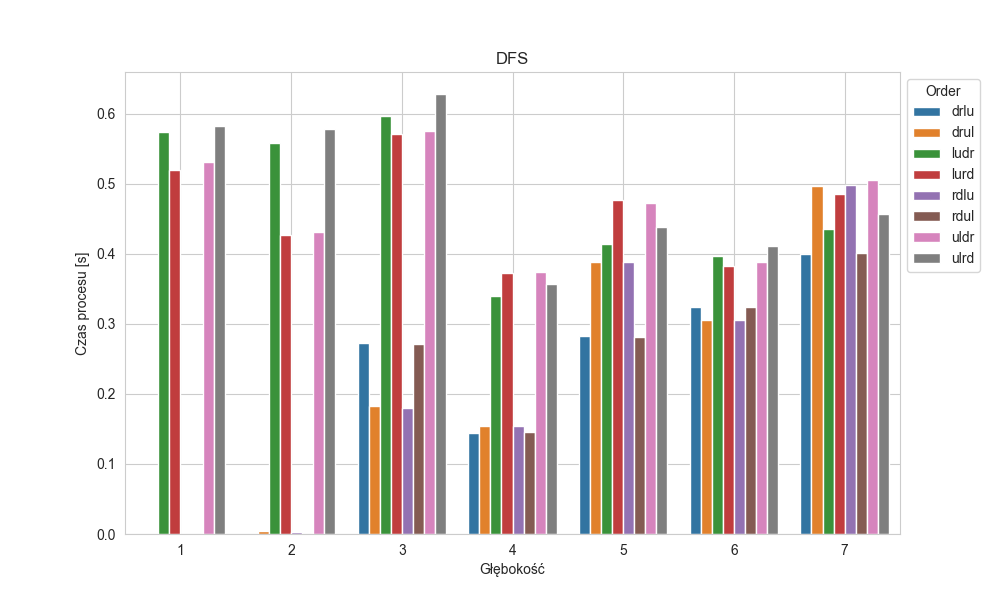 DFS
Czas procesu [s]
0.6
0.5
0.4
0.3
0.2
0.1
0.0
1 2 3 4 5 6 7
Głębokość
Order
drlu
drul
ludr
lurd
rdlu
rdul
uldr
ulrd